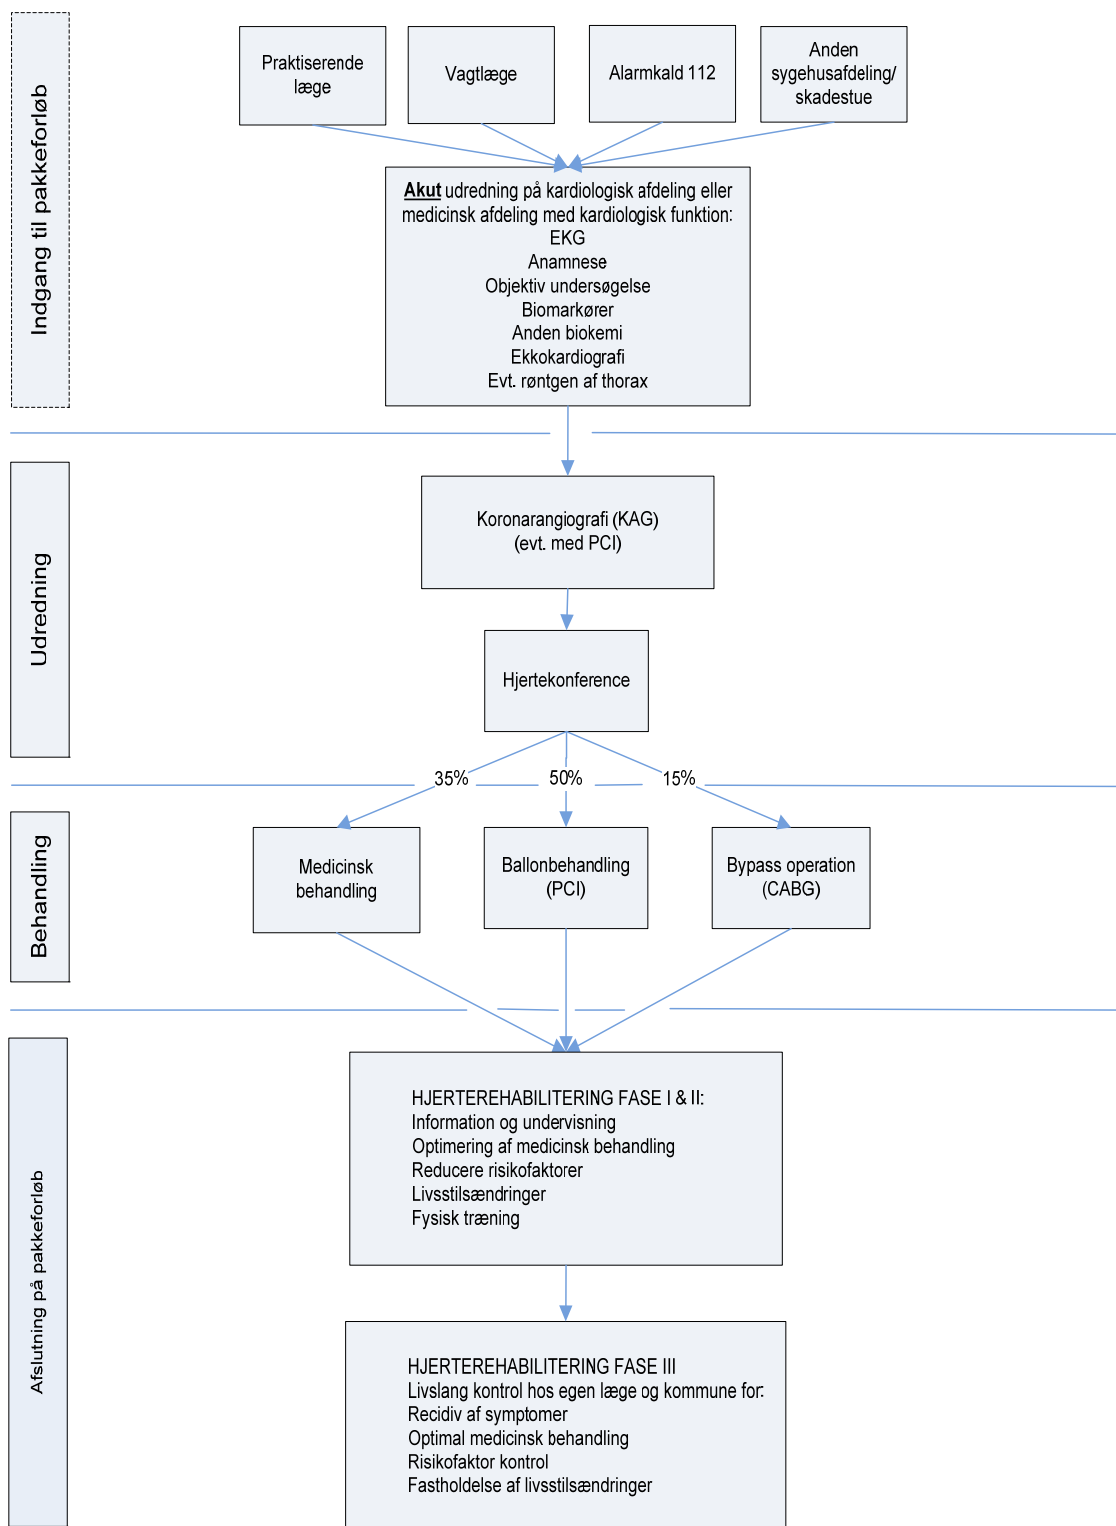 Indgang til pakkeforløb
Praktiserende
læge
Vagtlæge
Alarmkald 112
Anden
sygehusafdeling/
skadestue
Akut udredning på kardiologisk afdeling eller
medicinsk afdeling med kardiologisk funktion:
EKG
Anamnese
Objektiv undersøgelse
Biomarkører
Anden biokemi
Ekkokardiografi
Evt. røntgen af thorax
Udredning
Koronarangiografi (KAG)
(evt. med PCI)
Hjertekonference
35%
50%
15%
Behandling
Medicinsk
behandling
Ballonbehandling
(PCI)
Bypass operation
(CABG)
Afslutning på pakkeforløb
HJERTEREHABILITERING FASE I & II:
Information og undervisning
Optimering af medicinsk behandling
Reducere risikofaktorer
Livsstilsændringer
Fysisk træning
HJERTEREHABILITERING FASE III
Livslang kontrol hos egen læge og kommune for:
Recidiv af symptomer
Optimal medicinsk behandling
Risikofaktor kontrol
Fastholdelse af livsstilsændringer